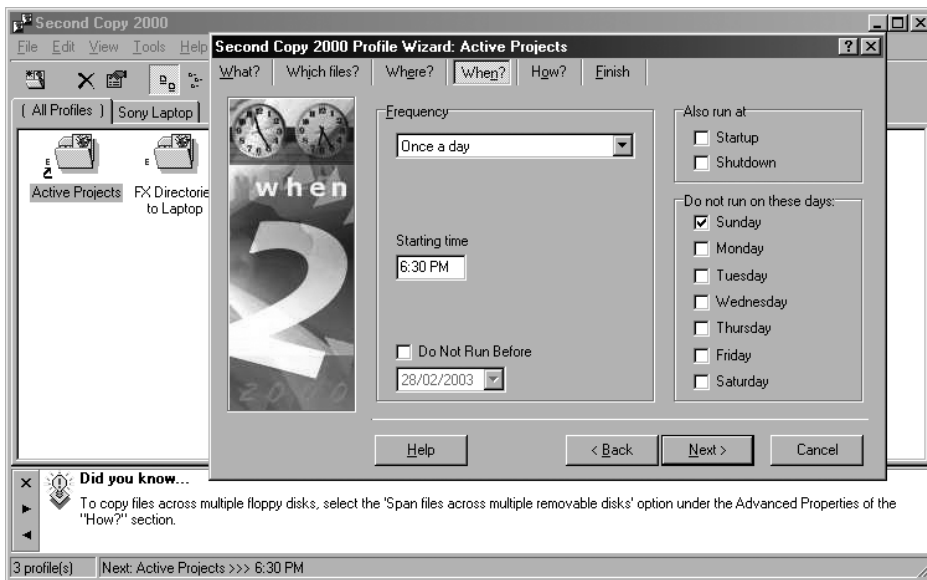 Second Copy 2000
File Edit View Tools Help
( All Profiles ) Sony Laptop
E
Active Projects
E
FX Directorie
to Laptop
Second Copy 2000 Profile Wizard: Active Projects
What? Which files? Where? When? How? Finish
when
2
2000
Frequency
Once a day
Starting time
6:30 PM
Do Not Run Before
28/02/2003
Also run at
Startup
Shutdown
Do not run on these days:
Sunday
Monday
Tuesday
Wednesday
Thursday
Friday
Saturday
Help < Back Next > Cancel
Did you know...
To copy files across multiple floppy disks, select the 'Span files across multiple removable disks' option under the Advanced Properties of the
"How?" section.
3 profile(s) Next: Active Projects >>> 6:30 PM